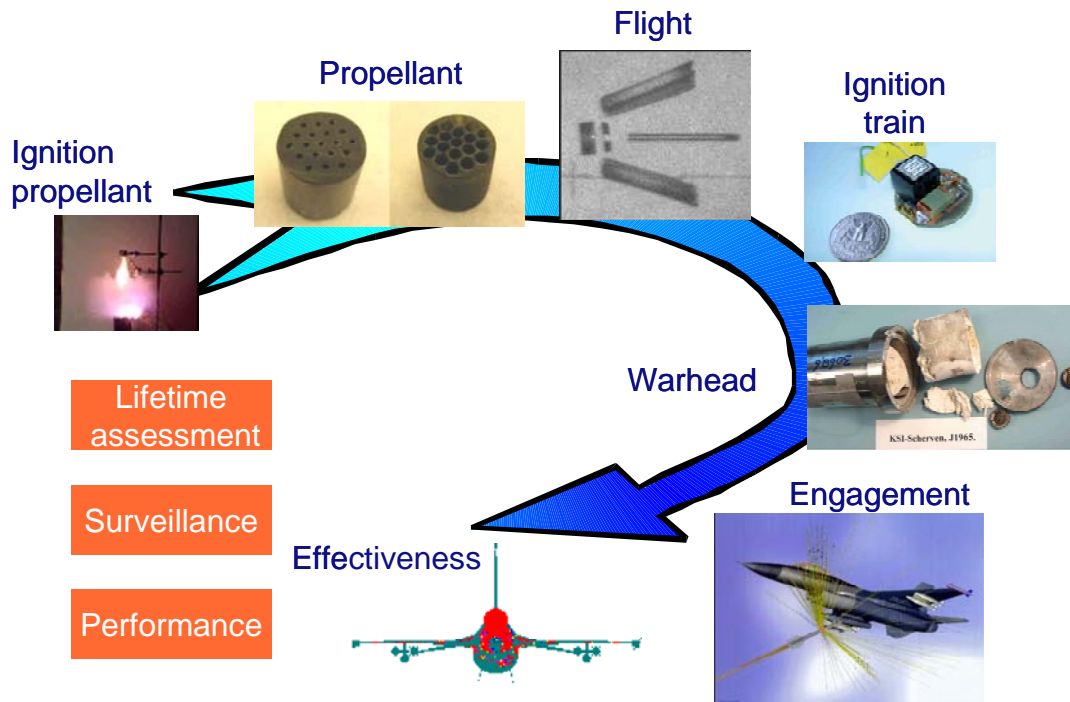 Flight
Propellant
Ignition
train
Ignition
propellant
Warhead
KSI-Scherven, J1965.
Lifetime
assessment
Surveillance
Performance
Engagement
Effectiveness